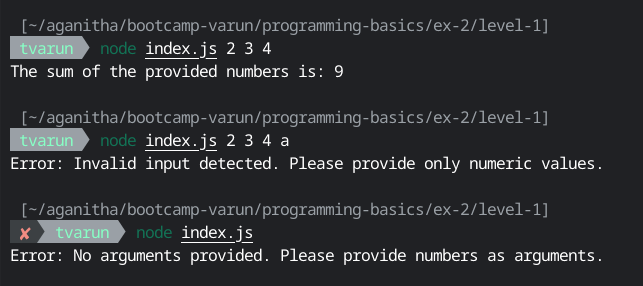 [~/aganitha/bootcamp-varun/programming-basics/ex-2/level-1]
tvarun node index.js 2 3 4
The sum of the provided numbers is: 9
[~/aganitha/bootcamp-varun/programming-basics/ex-2/level-1]
tvarun node index.js 2 3 4 a
Error: Invalid input detected. Please provide only numeric values.
[~/aganitha/bootcamp-varun/programming-basics/ex-2/level-1]
✘ tvarun node index.js
Error: No arguments provided. Please provide numbers as arguments.